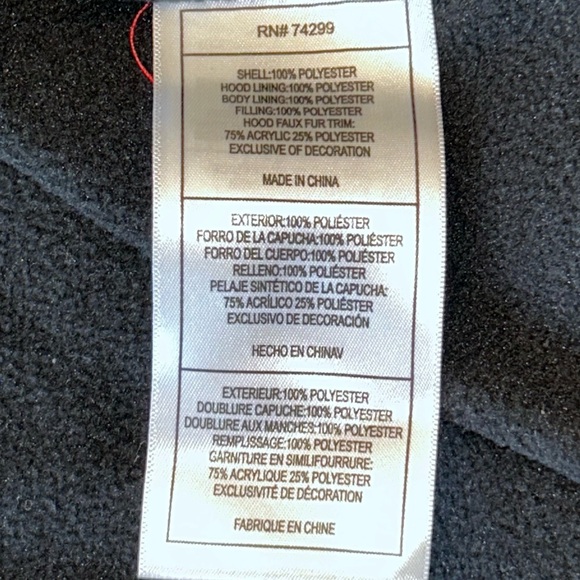 RN# 74299
SHELL:100% POLYESTER
HOOD LINING:100% POLYESTER
BODY LINING:100% POLYESTER
FILLING:100% POLYESTER
HOOD FAUX FUR TRIM:
75% ACRYLIC 25% POLYESTER
EXCLUSIVE OF DECORATION
MADE IN CHINA
EXTERIOR:100% POLIÉSTER
FORRO DE LA CAPUCHA:100% POLIÉSTER
FORRO DEL CUERPO:100% POLIÉSTER
RELLENO:100% POLIÉSTER
PELAJE SINTÉTICO DE LA CAPUCHA:
75% ACRÍLICO 25% POLIÉSTER
EXCLUSIVO DE DECORACIÓN
HECHO EN CHINAV
EXTERIEUR:100% POLYESTER
DOUBLURE CAPUCHE:100% POLYESTER
DOUBLURE AUX MANCHES:100% POLYESTER
REMPLISSAGE:100% POLYESTER
GARNITURE EN SIMILIFOURRURE:
75% ACRYLIQUE 25% POLYESTER
EXCLUSIVITÉ DE DÉCORATION
FABRIQUE EN CHINE